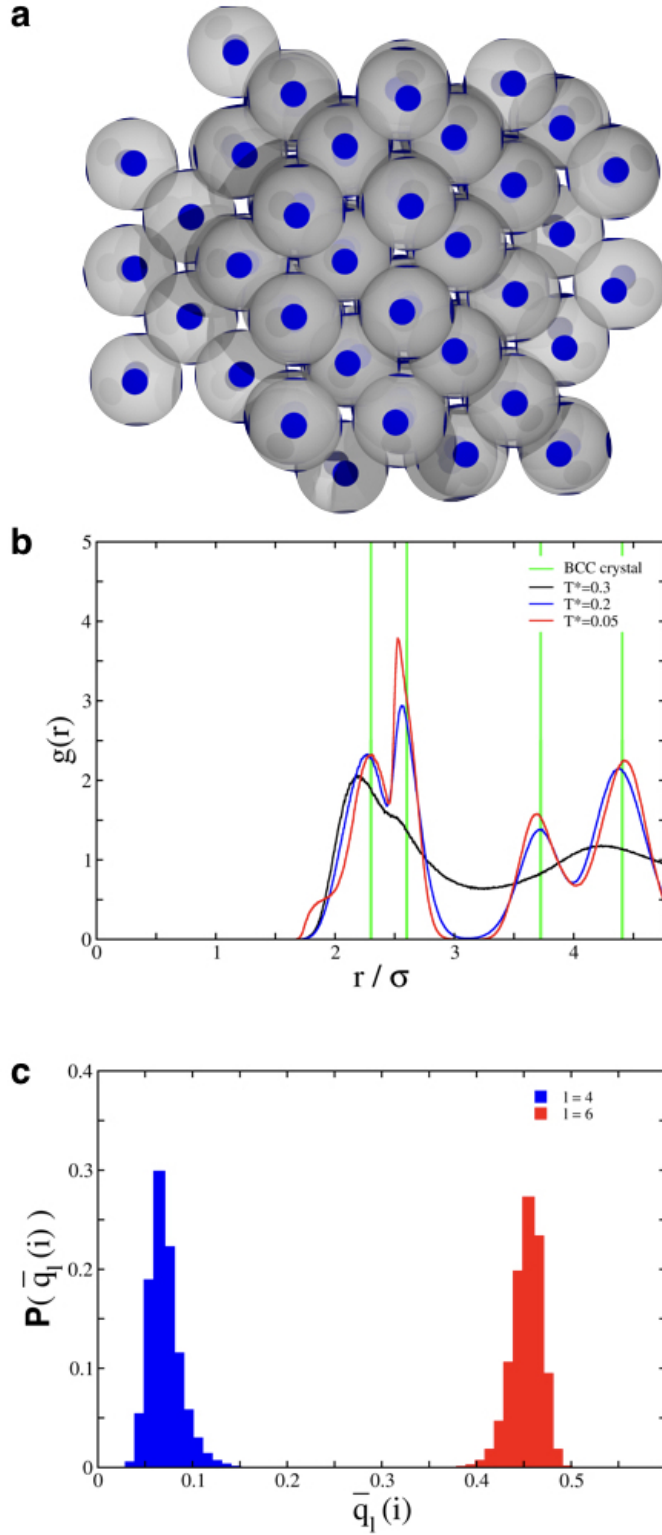 a
b
5
4
3
2
1
0
g(r)
BCC crystal
T*=0.3
T*=0.2
T*=0.05
0 1 2 3 4
r / σ
c
0.4
0.3
0.2
0.1
0
P( q̅l(i) )
l = 4
l = 6
0 0.1 0.2 0.3 0.4 0.5
q̅l(i)